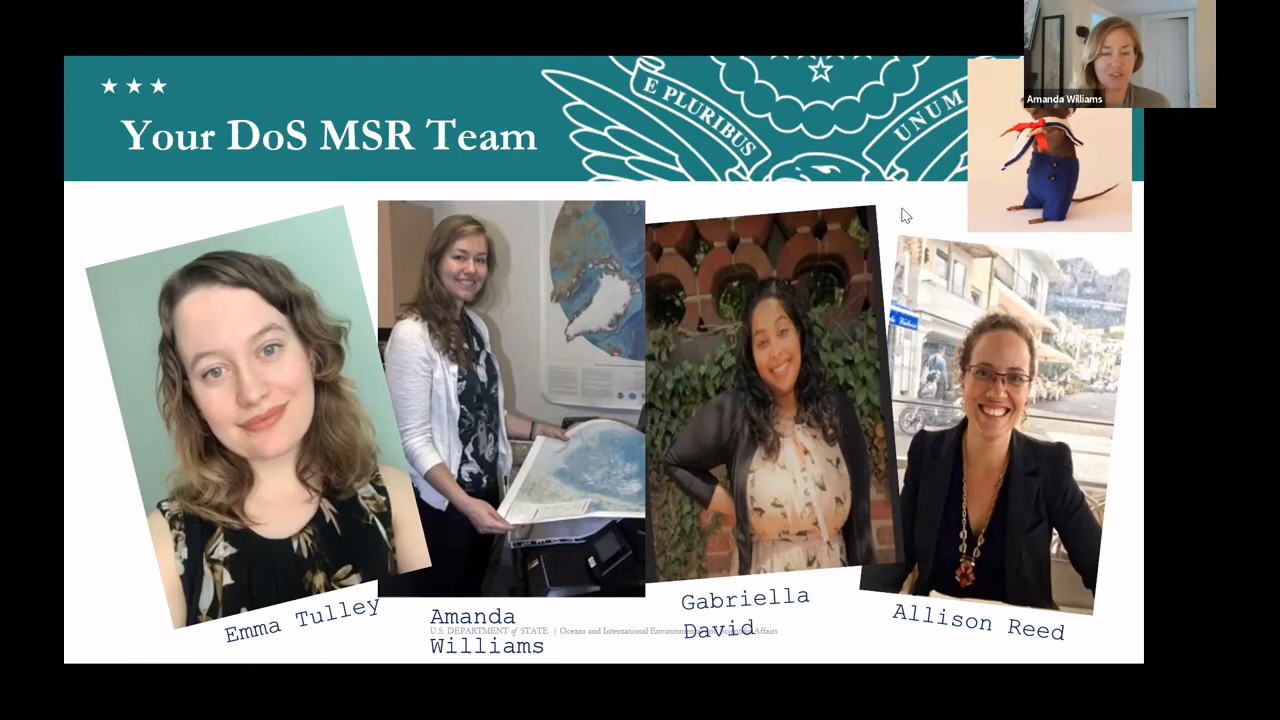 Amanda Williams
E PLURIBUS UNUM
Your DoS MSR Team
Emma Tulley
Amanda
Williams
Gabriella
David
Allison Reed
U.S. DEPARTMENT of STATE | Oceans and International Environmental and Scientific Affairs